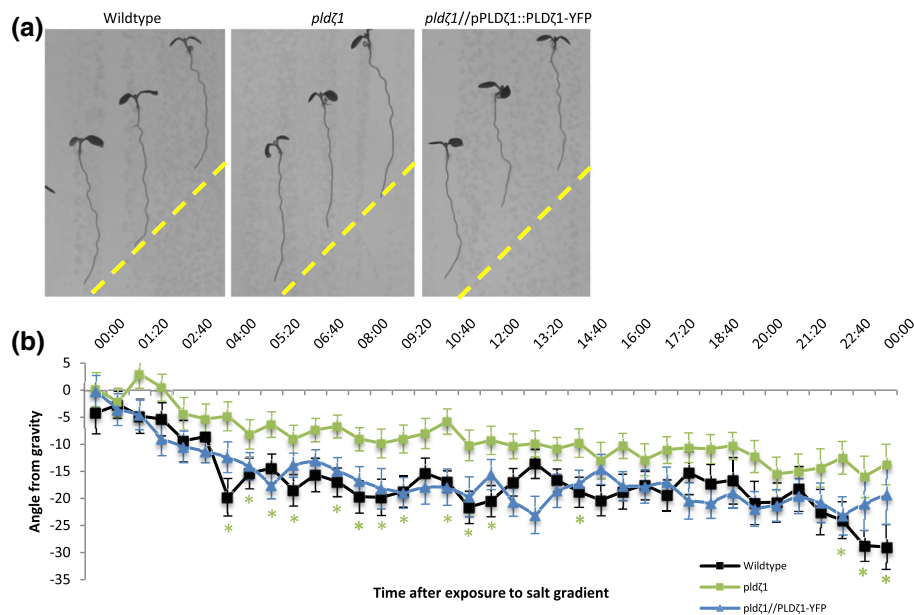 (a)
Wildtype
pldζ1
pldζ1//pPLDζ1::PLDζ1-YFP
(b)
00:00
01:20
02:40
04:00
05:20
06:40
08:00
09:20
10:40
12:00
13:20
14:40
16:00
17:20
18:40
20:00
21:20
22:40
00:00
Angle from gravity
5
0
-5
-10
-15
-20
-25
-30
-35
* * * * * * * * * * * * * * *
Time after exposure to salt gradient
Wildtype
pldζ1
pldζ1//PLDζ1-YFP